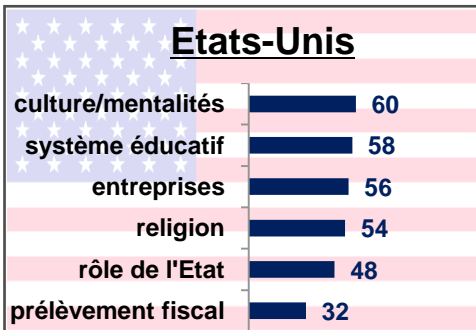 Etats-Unis
culture/mentalités 60
système éducatif 58
entreprises 56
religion 54
rôle de l'Etat 48
prélèvement fiscal 32